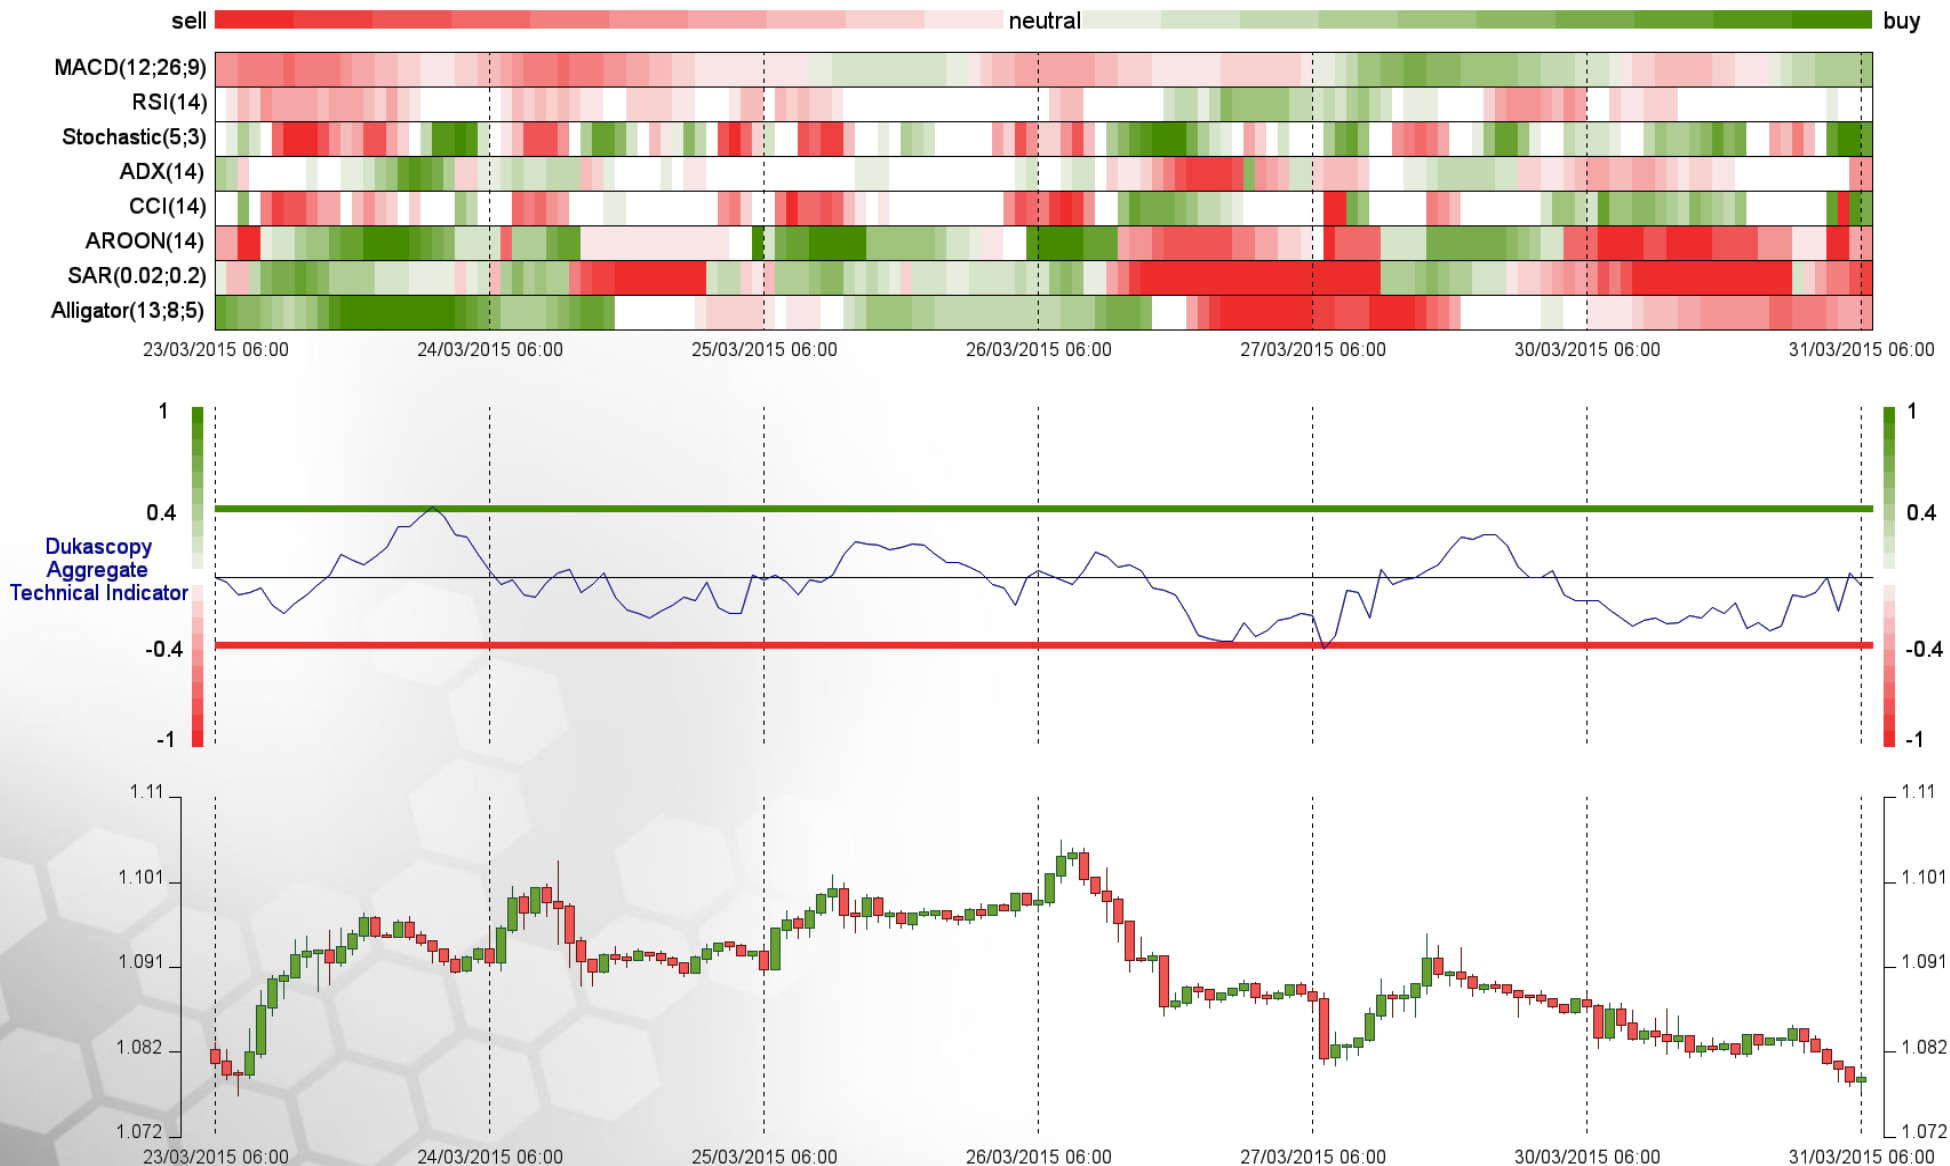 sell neutral buy
MACD(12;26;9)
RSI(14)
Stochastic(5;3)
ADX(14)
CCI(14)
AROON(14)
SAR(0.02;0.2)
Alligator(13;8;5)
23/03/2015 06:00 24/03/2015 06:00 25/03/2015 06:00 26/03/2015 06:00 27/03/2015 06:00 30/03/2015 06:00 31/03/2015 06:00
1 1
0.4 0.4
Dukascopy
Aggregate
Technical Indicator
-0.4 -0.4
-1 -1
1.11 1.11
1.101 1.101
1.091 1.091
1.082 1.082
1.072 1.072
23/03/2015 06:00 24/03/2015 06:00 25/03/2015 06:00 26/03/2015 06:00 27/03/2015 06:00 30/03/2015 06:00 31/03/2015 06:00